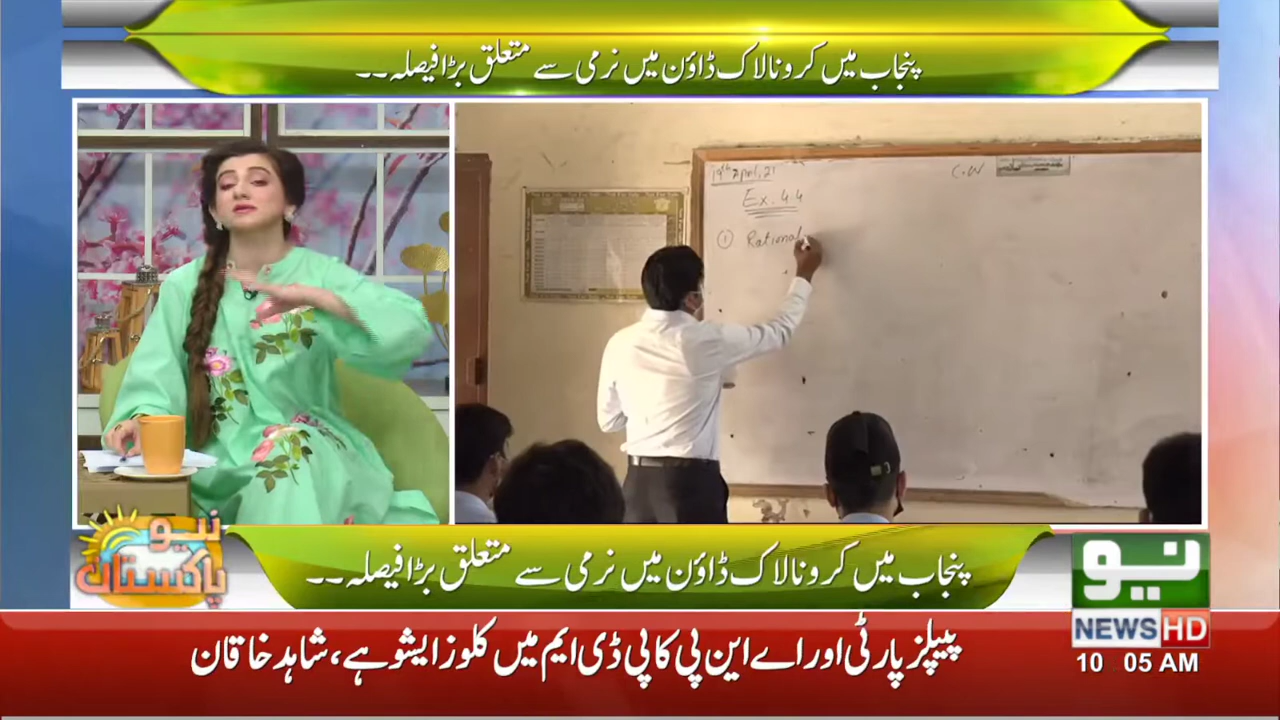 پنجاب میں کرونا لاک ڈاؤن میں نرمی سے متعلق بڑا فیصلہ۔۔
19th April, 21
C.W
Ex. 4.4
① Rational
نیو پاکستان
پنجاب میں کرونا لاک ڈاؤن میں نرمی سے متعلق بڑا فیصلہ۔۔
نیو
NEWS HD
10 05 AM
پیپلز پارٹی اور اے این پی کا پی ڈی ایم میں کلوز ایشو ہے، شاہد خاقان